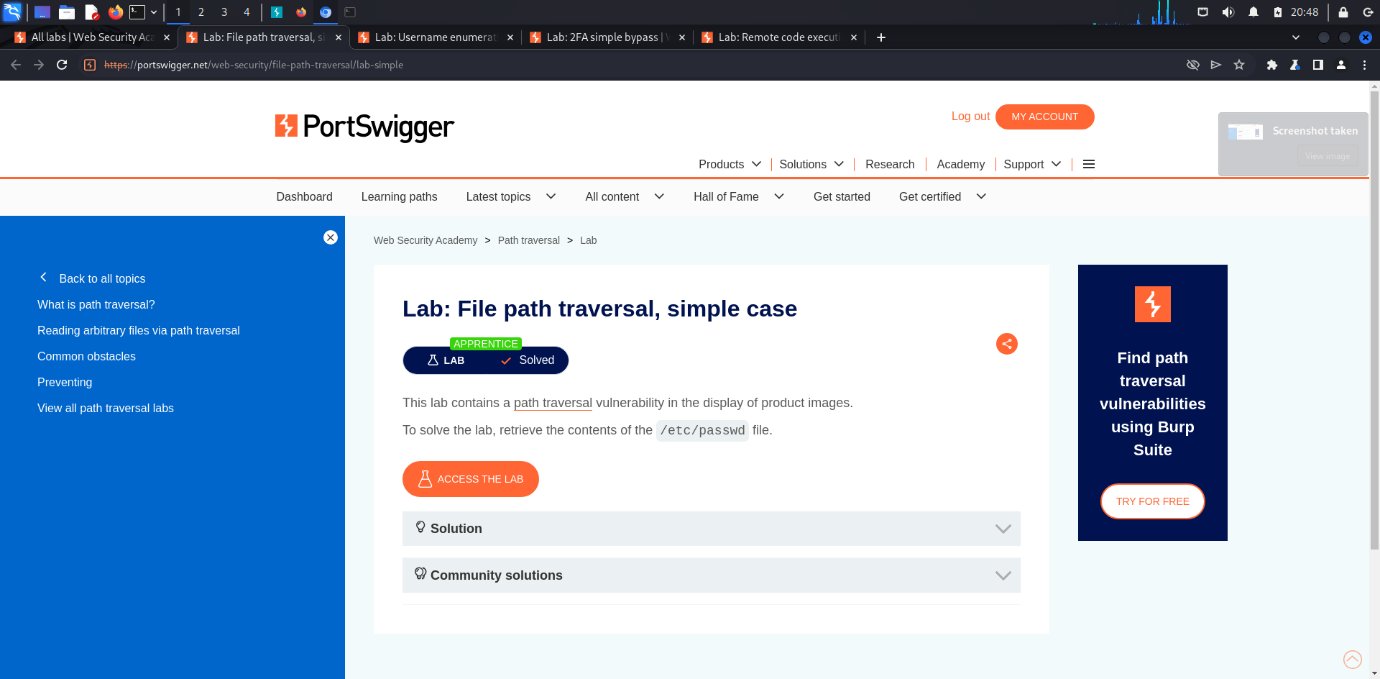 1 2 3 4 20:48
All labs | Web Security Aca
Lab: File path traversal, si
Lab: Username enumerat
Lab: 2FA simple bypass |
Lab: Remote code executi
https://portswigger.net/web-security/file-path-traversal/lab-simple
PortSwigger
Log out MY ACCOUNT
Screenshot taken
View image
Products Solutions Research Academy Support
Dashboard Learning paths Latest topics All content Hall of Fame Get started Get certified
Back to all topics
What is path traversal?
Reading arbitrary files via path traversal
Common obstacles
Preventing
View all path traversal labs
Web Security Academy > Path traversal > Lab
Lab: File path traversal, simple case
APPRENTICE
LAB Solved
This lab contains a path traversal vulnerability in the display of product images.
To solve the lab, retrieve the contents of the /etc/passwd file.
ACCESS THE LAB
Solution
Community solutions
Find path
traversal
vulnerabilities
using Burp
Suite
TRY FOR FREE